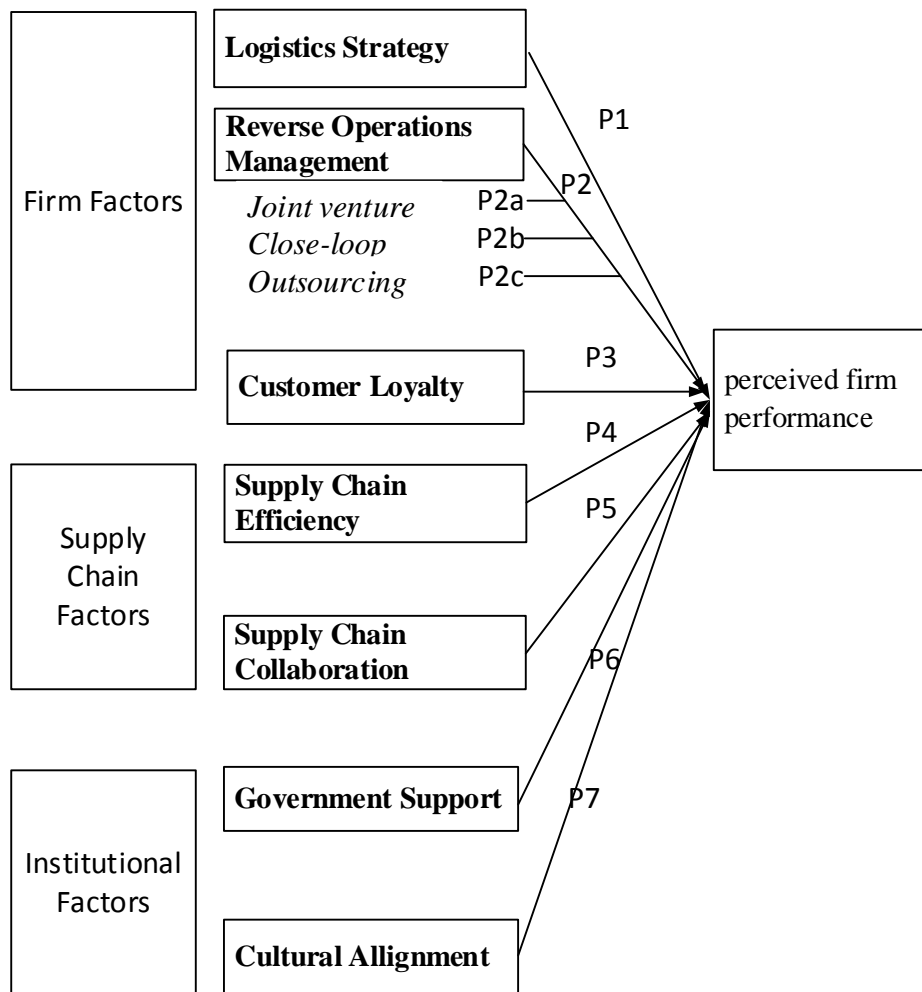 Logistics Strategy
P1
Reverse Operations
Management
P2
Firm Factors
Joint venture
P2a
Close-loop
P2b
Outsourcing
P2c
Customer Loyalty
P3
perceived firm
performance
P4
Supply Chain
Efficiency
P5
Supply
Chain
Factors
Supply Chain
Collaboration
P6
Government Support
P7
Institutional
Factors
Cultural Allignment